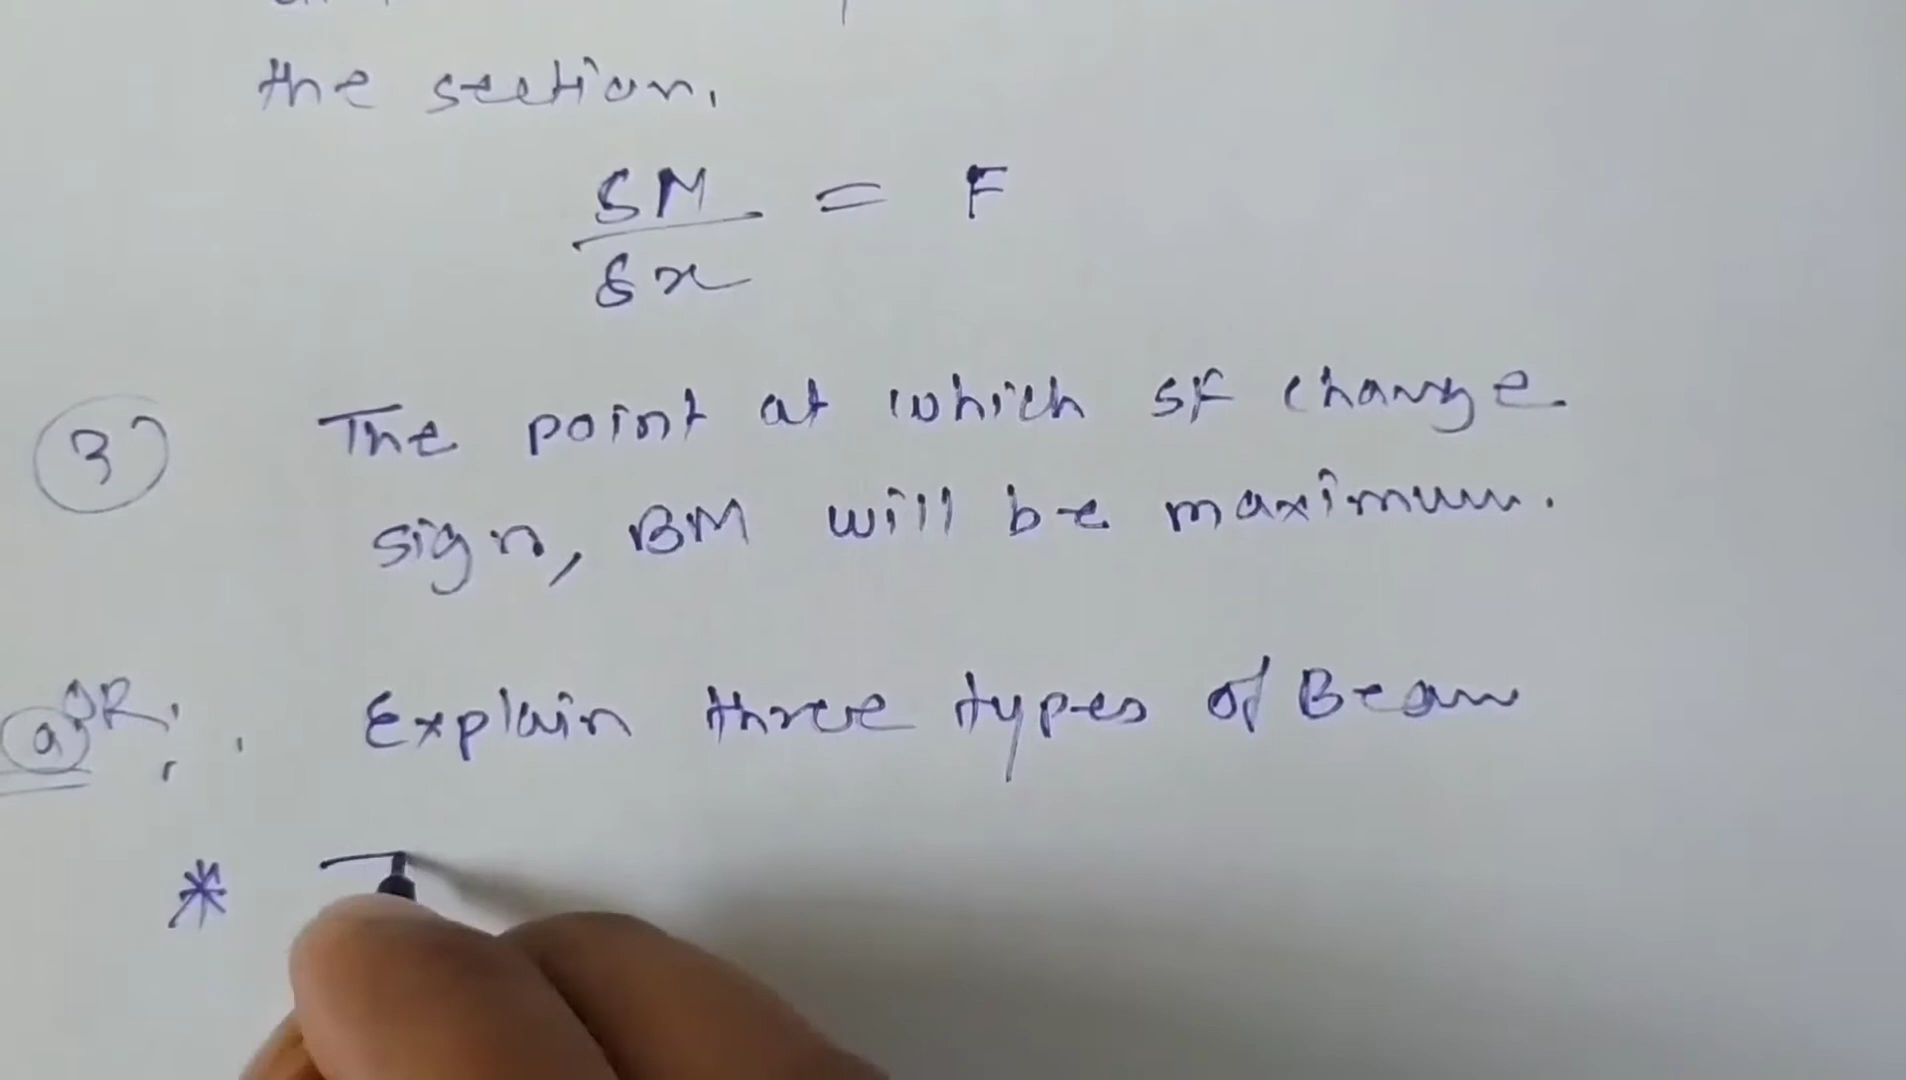 the section.
δM
δx
= F
3
The point at which SF change
sign, BM will be maximum.
a OR. Explain three types of Beam
*